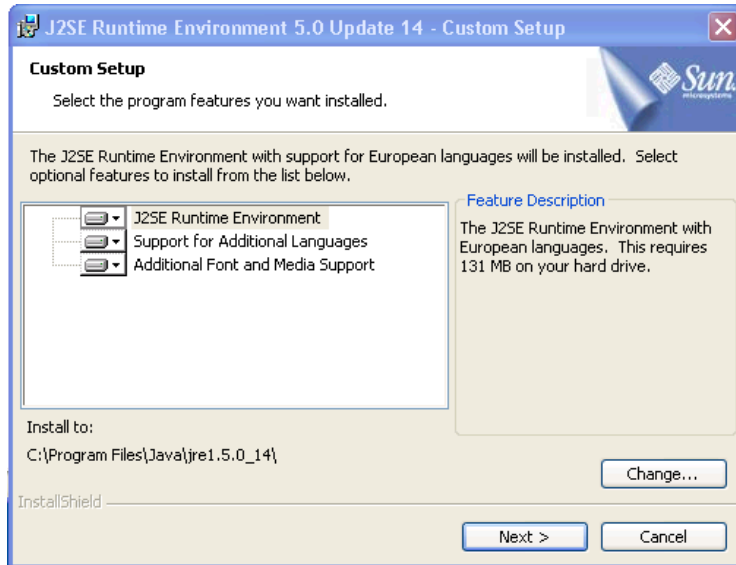 J2SE Runtime Environment 5.0 Update 14 - Custom Setup
Custom Setup
Select the program features you want installed.
Sun
microsystems
The J2SE Runtime Environment with support for European languages will be installed. Select
optional features to install from the list below.
J2SE Runtime Environment
Support for Additional Languages
Additional Font and Media Support
Feature Description
The J2SE Runtime Environment with
European languages. This requires
131 MB on your hard drive.
Install to:
C:\Program Files\Java\jre1.5.0_14\
Change...
InstallShield
Next >
Cancel